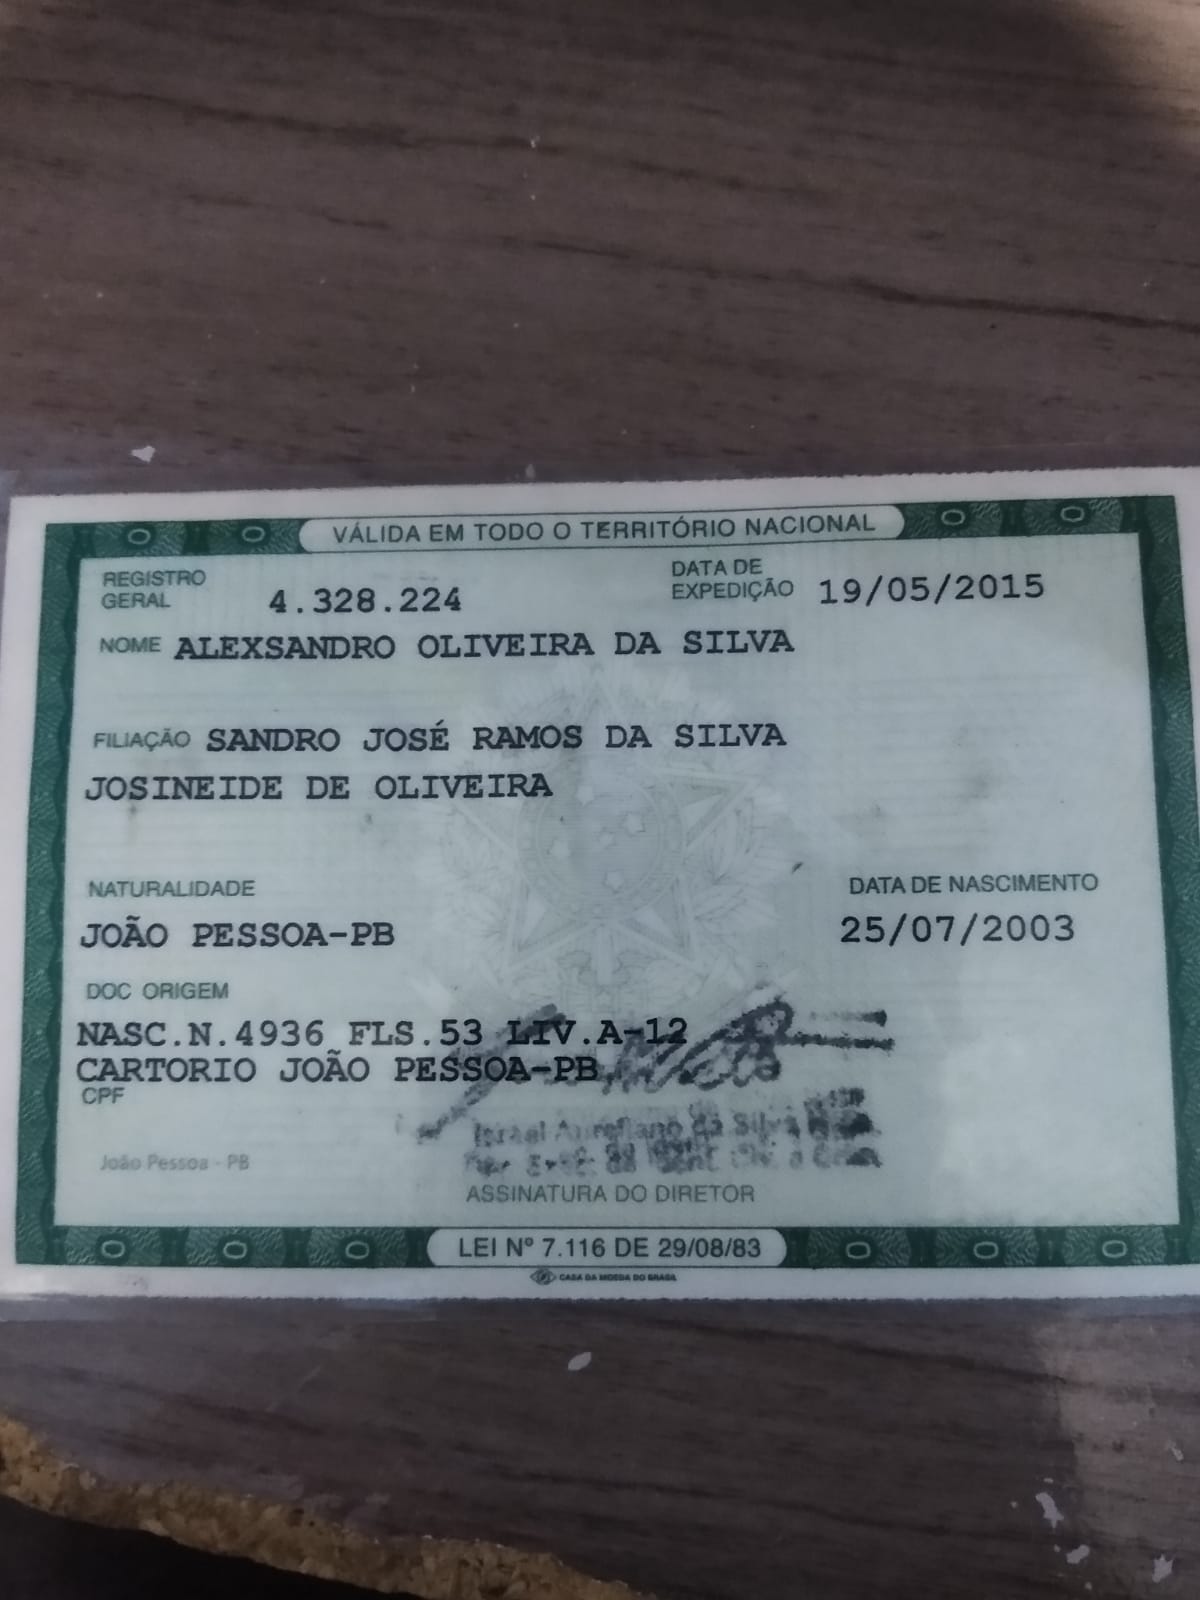 VÁLIDA EM TODO O TERRITÓRIO NACIONAL
REGISTRO GERAL 4.328.224 DATA DE EXPEDIÇÃO 19/05/2015
NOME ALEXSANDRO OLIVEIRA DA SILVA
FILIAÇÃO SANDRO JOSÉ RAMOS DA SILVA
JOSINEIDE DE OLIVEIRA
NATURALIDADE DATA DE NASCIMENTO
JOÃO PESSOA-PB 25/07/2003
DOC ORIGEM
NASC.N.4936 FLS.53 LIV.A-12
CARTORIO JOÃO PESSOA-PB
CPF
Israel Aureliano da Silva
João Pessoa - PB
ASSINATURA DO DIRETOR
LEI Nº 7.116 DE 29/08/83
CASA DA MOEDA DO BRASIL